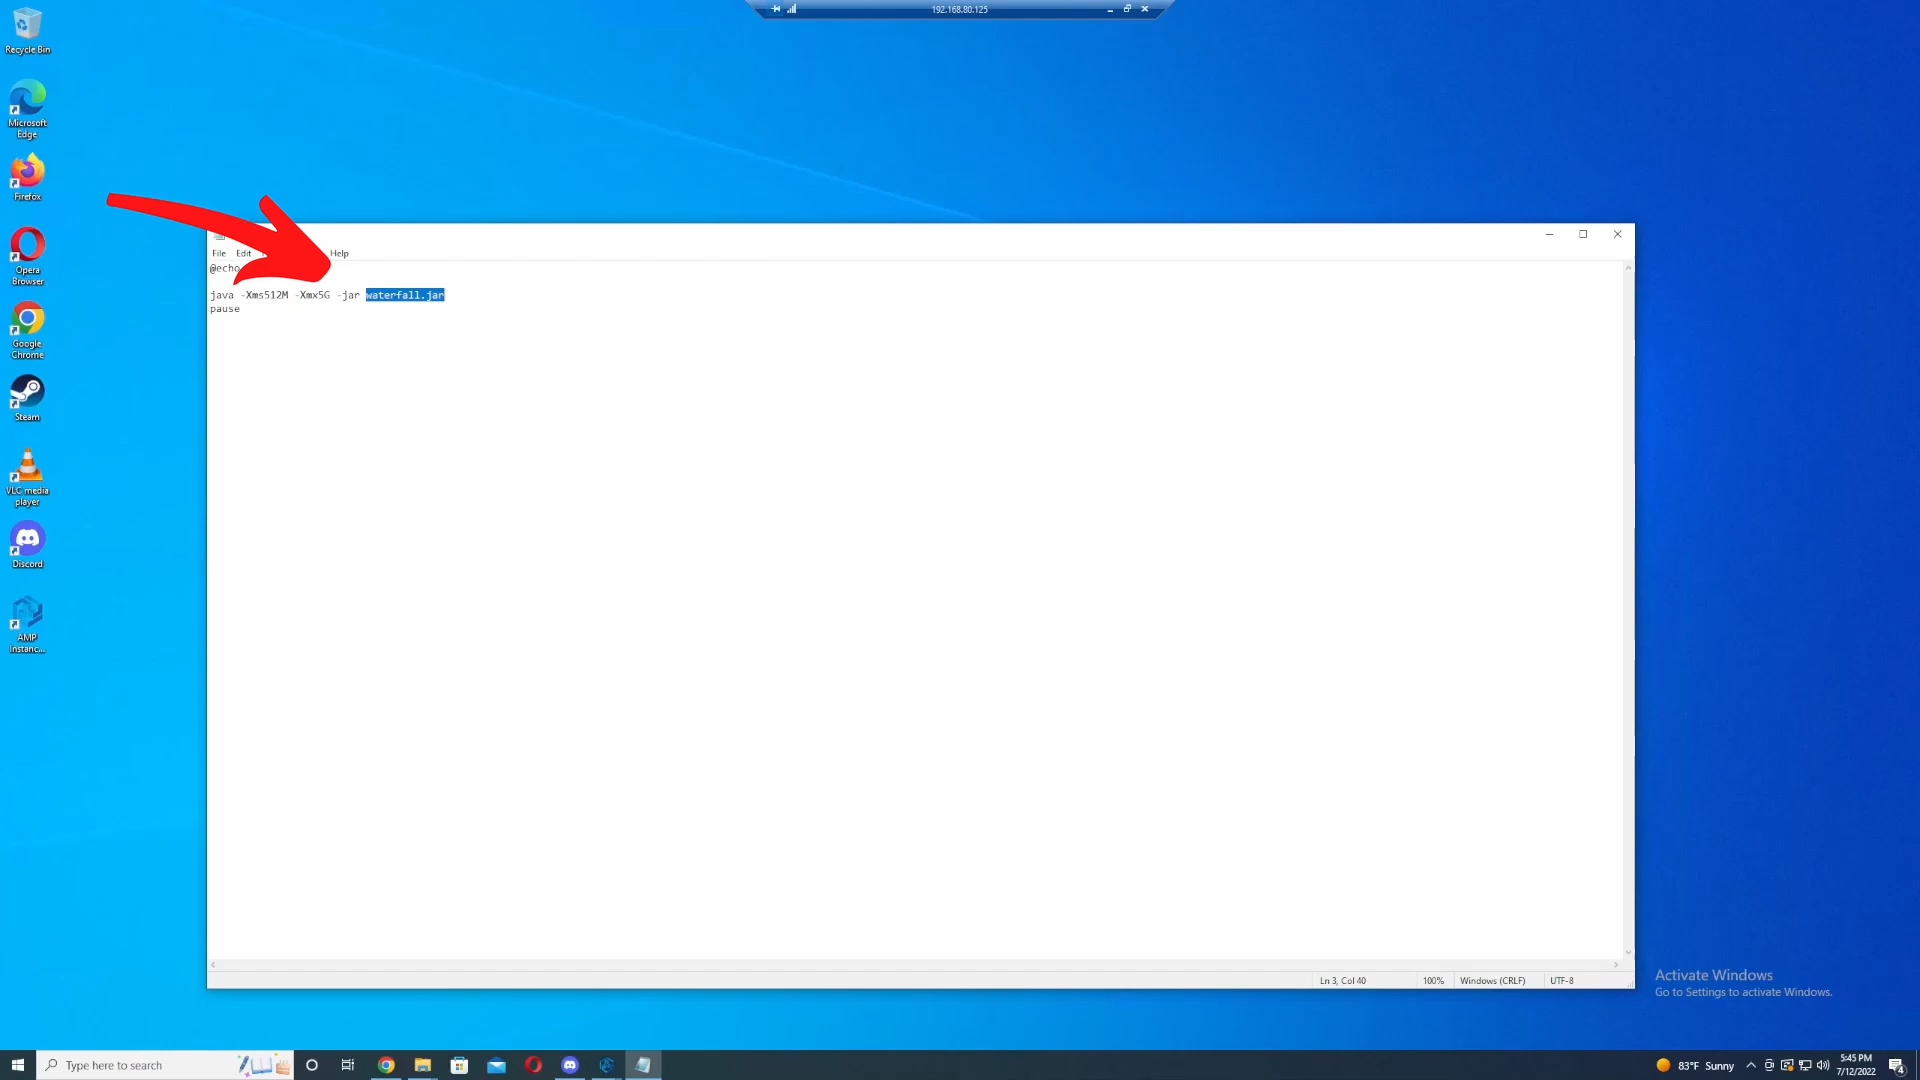 192.168.80.125
Recycle Bin
Microsoft
Edge
Firefox
Opera
Browser
Google
Chrome
Steam
VLC media
player
Discord
AMP
Instanc...
File Edit Help
@echo
java -Xms512M -Xmx5G -jar waterfall.jar
pause
Ln 3, Col 40 100% Windows (CRLF) UTF-8
Activate Windows
Go to Settings to activate Windows.
Type here to search
83°F Sunny
5:45 PM
7/12/2022
4